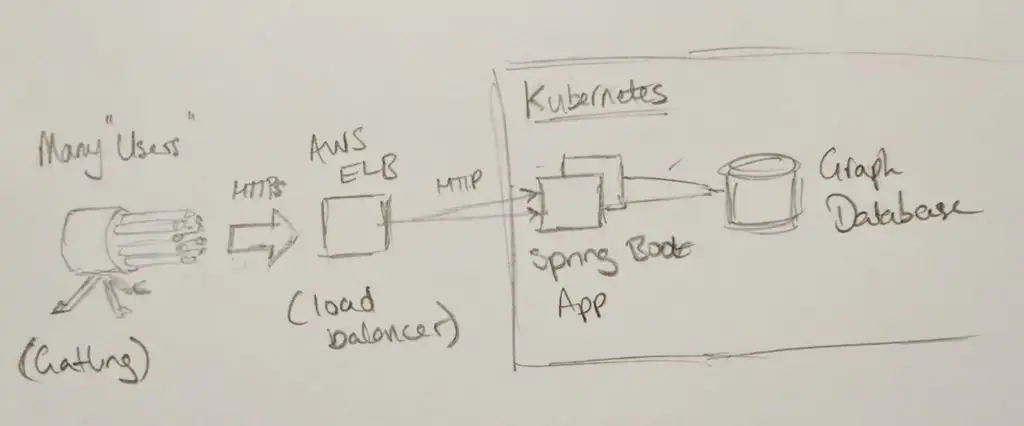 Many "Users"
(Gatling)
HTTPS
AWS
ELB
(load
balancer)
HTTP
Kubernetes
Spring Boot
App
Graph
Database